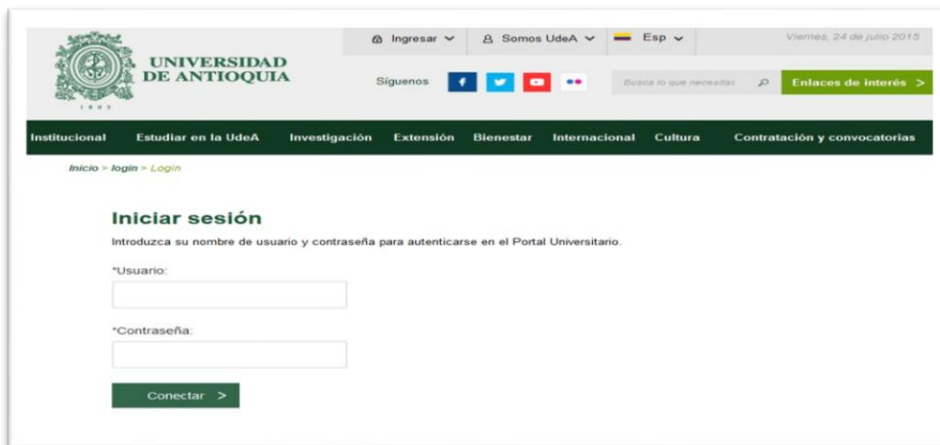 Ingresar
Somos UdeA
Esp
Viernes, 24 de julio 2015
UNIVERSIDAD
DE ANTIOQUIA
1803
Síguenos
Busca lo que necesitas
Enlaces de interés >
Institucional Estudiar en la UdeA Investigación Extensión Bienestar Internacional Cultura Contratación y convocatorias
Inicio > login > Login
Iniciar sesión
Introduzca su nombre de usuario y contraseña para autenticarse en el Portal Universitario.
*Usuario:
*Contraseña:
Conectar >